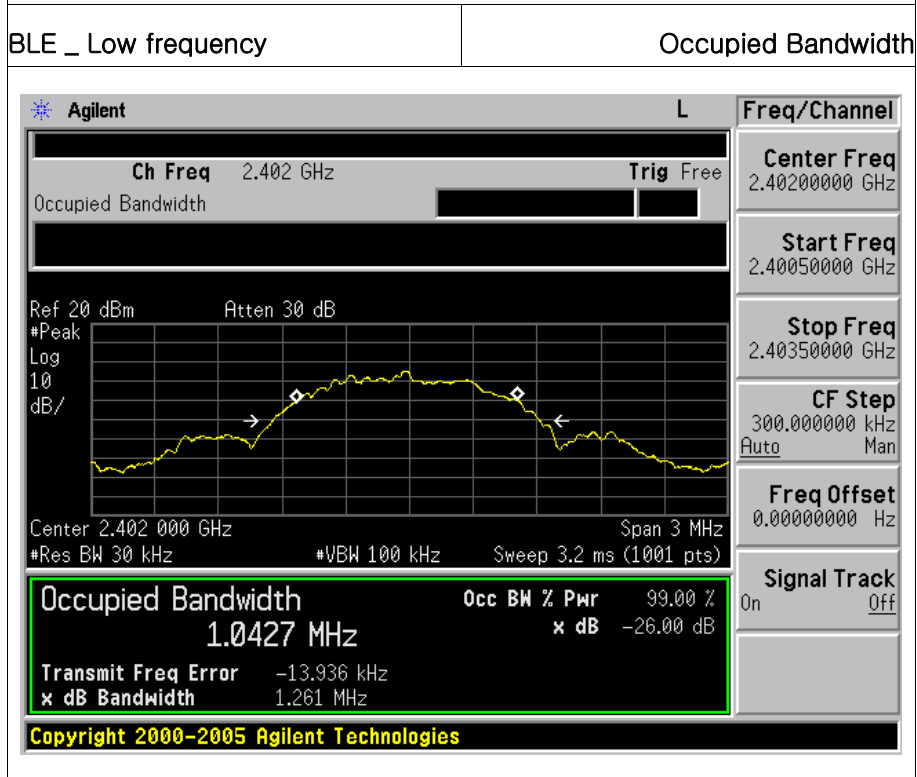 BLE _ Low frequency
Occupied Bandwidth
Agilent
L
Freq/Channel
Ch Freq 2.402 GHz
Trig Free
Occupied Bandwidth
Center Freq
2.40200000 GHz
Start Freq
2.40050000 GHz
Stop Freq
2.40350000 GHz
CF Step
300.000000 kHz
Auto Man
Freq Offset
0.00000000 Hz
Signal Track
On Off
Ref 20 dBm
Atten 30 dB
#Peak
Log
10
dB/
Center 2.402 000 GHz
Span 3 MHz
#Res BW 30 kHz
#VBW 100 kHz
Sweep 3.2 ms (1001 pts)
Occupied Bandwidth
1.0427 MHz
Occ BW % Pwr 99.00 %
x dB -26.00 dB
Transmit Freq Error -13.936 kHz
x dB Bandwidth 1.261 MHz
Copyright 2000-2005 Agilent Technologies